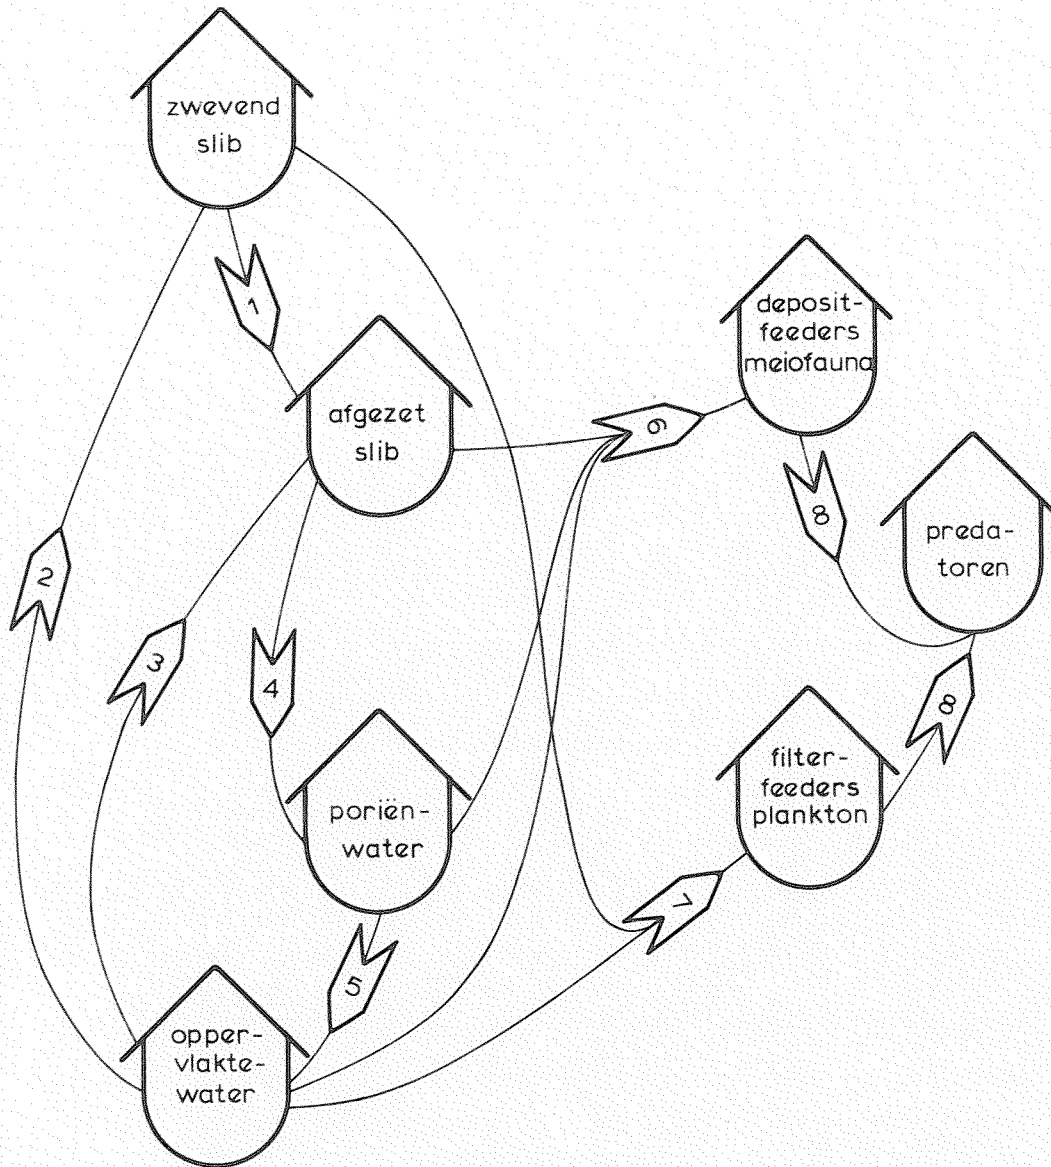 zwevend
slib
1
afgezet
slib
deposit-
feeders
meiofauna
6
8
preda-
toren
2
3
4
poriën-
water
filter-
feeders
plankton
8
7
5
opper-
vlakte-
water